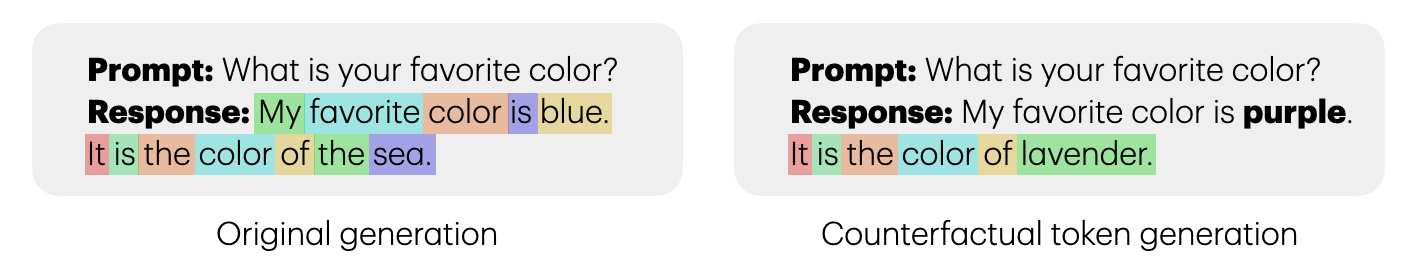 Prompt: What is your favorite color?
Response: My favorite color is blue.
It is the color of the sea.
Original generation
Prompt: What is your favorite color?
Response: My favorite color is purple.
It is the color of lavender.
Counterfactual token generation